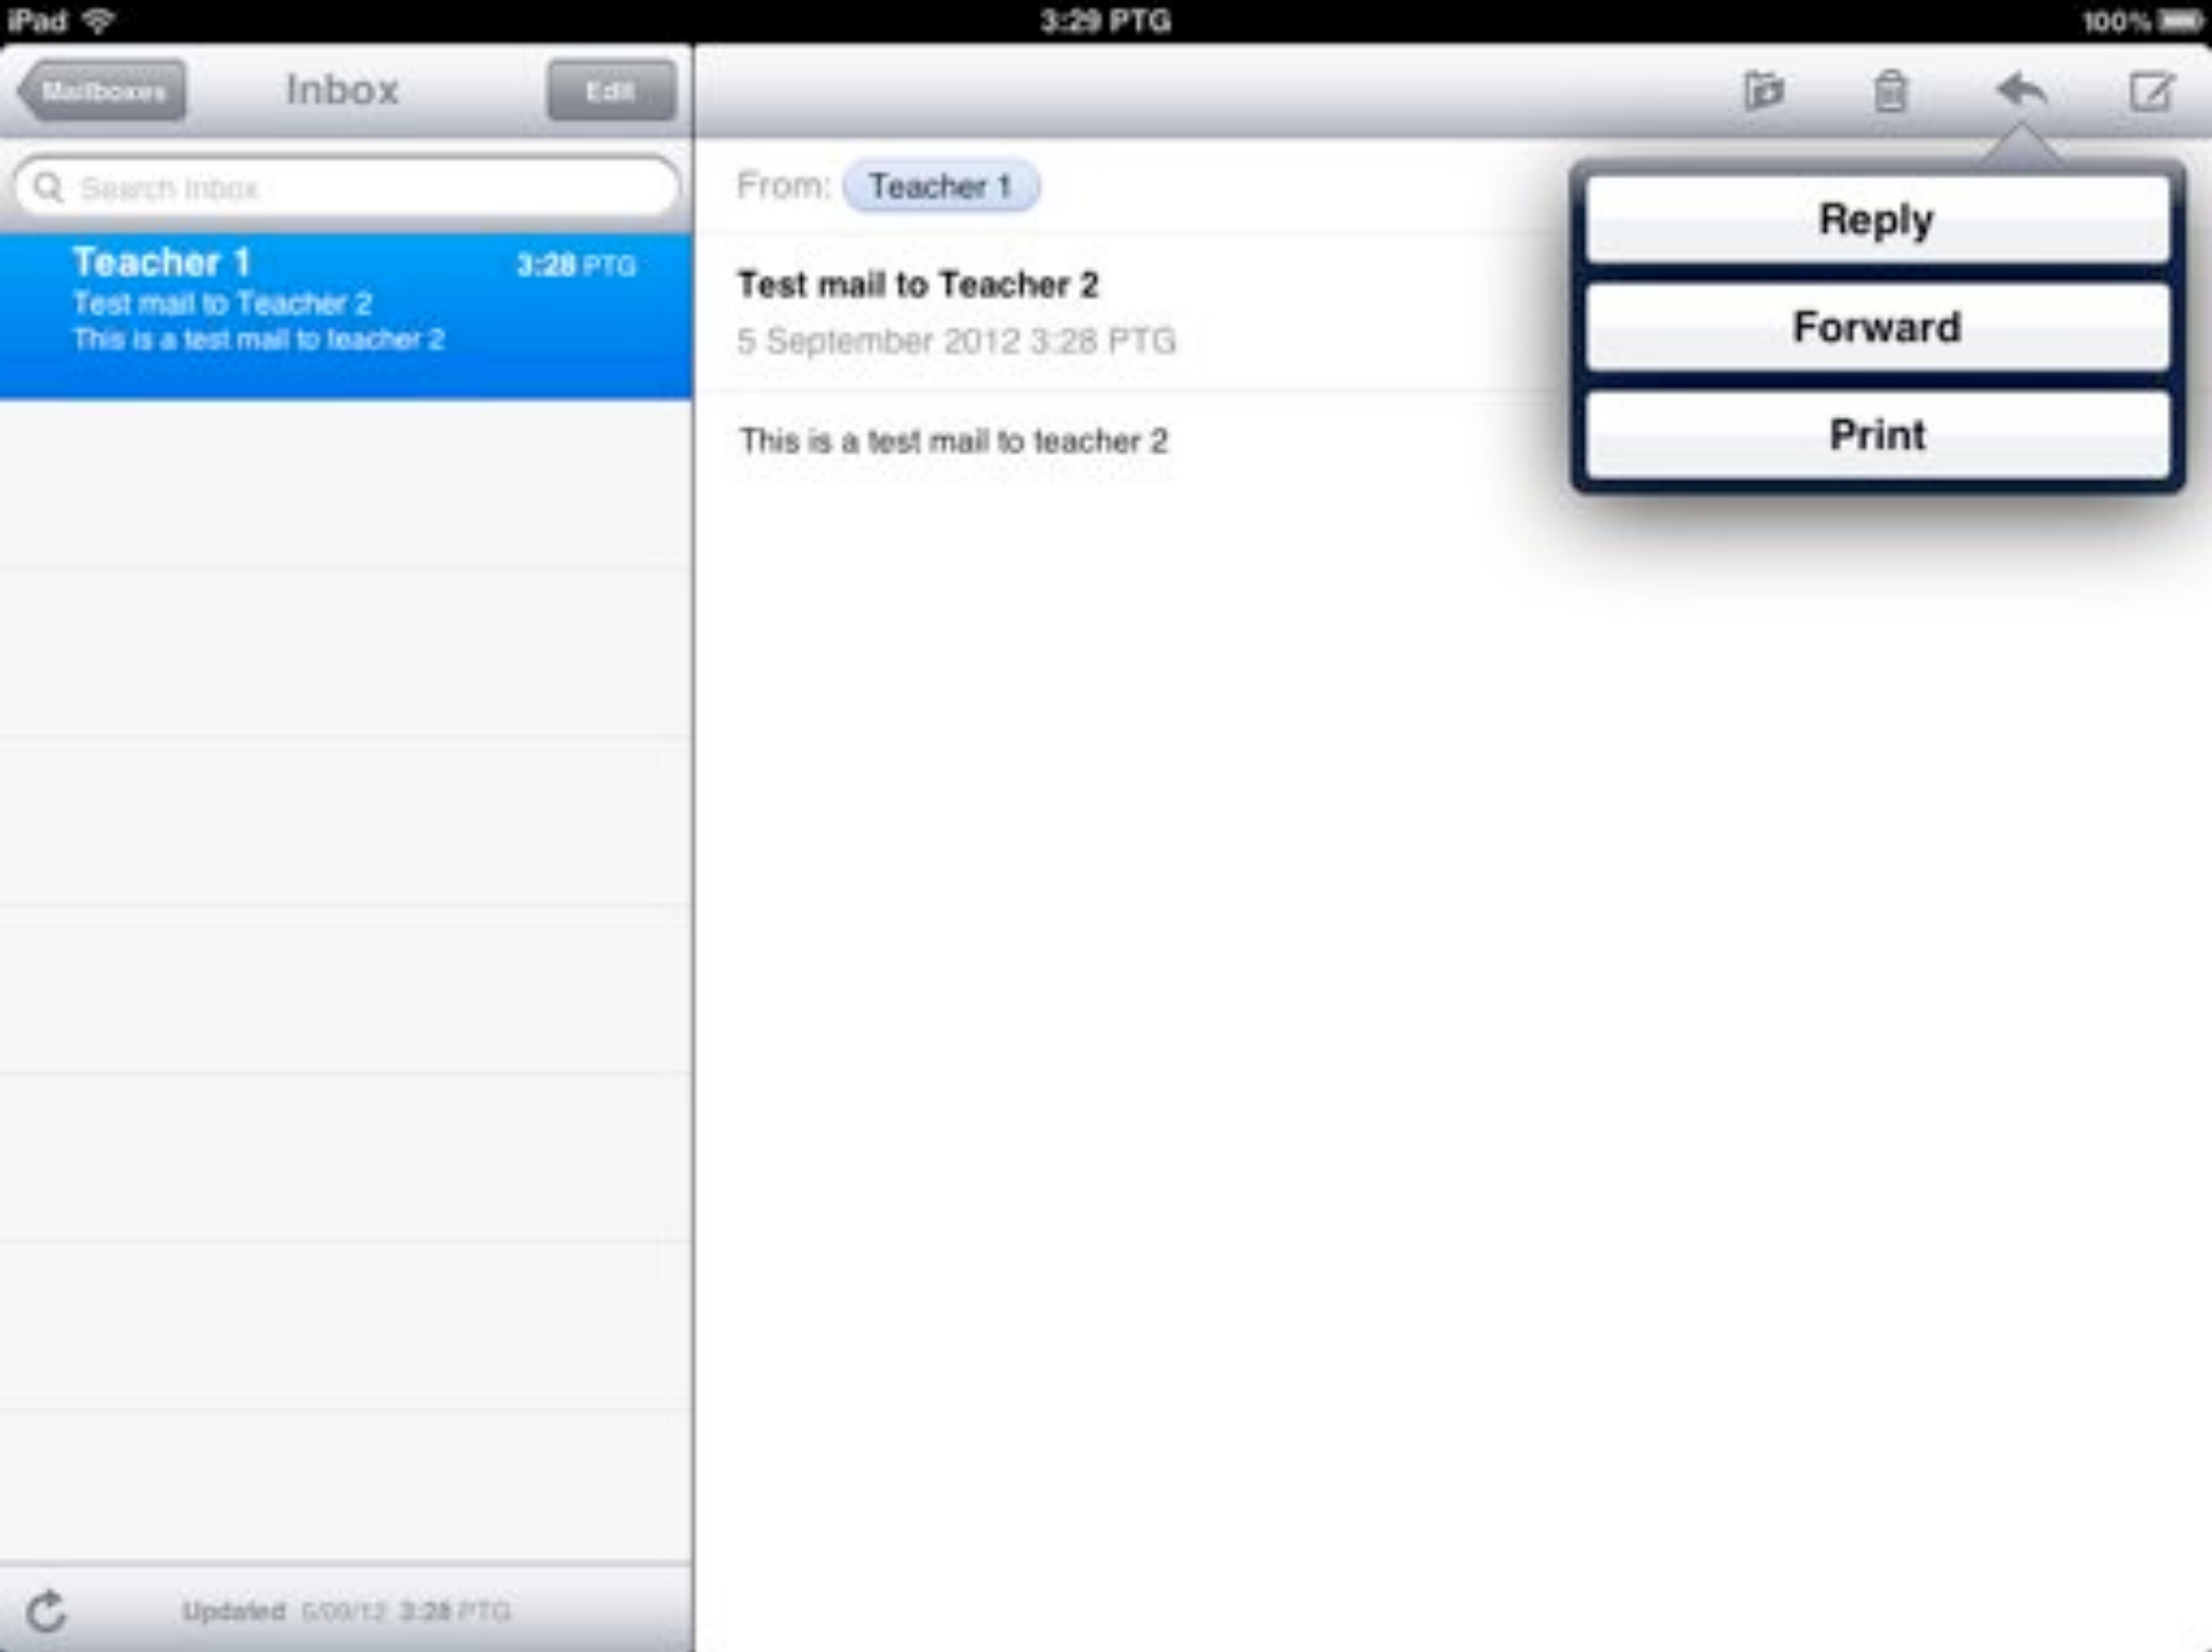 iPad 3:29 PTG 100%
Mailboxes Inbox Edit
Search Inbox
Teacher 1 3:28 PTG
Test mail to Teacher 2
This is a test mail to teacher 2
Updated 5/09/12 3:28 PTG
From: Teacher 1
Test mail to Teacher 2
5 September 2012 3:28 PTG
This is a test mail to teacher 2
Reply
Forward
Print